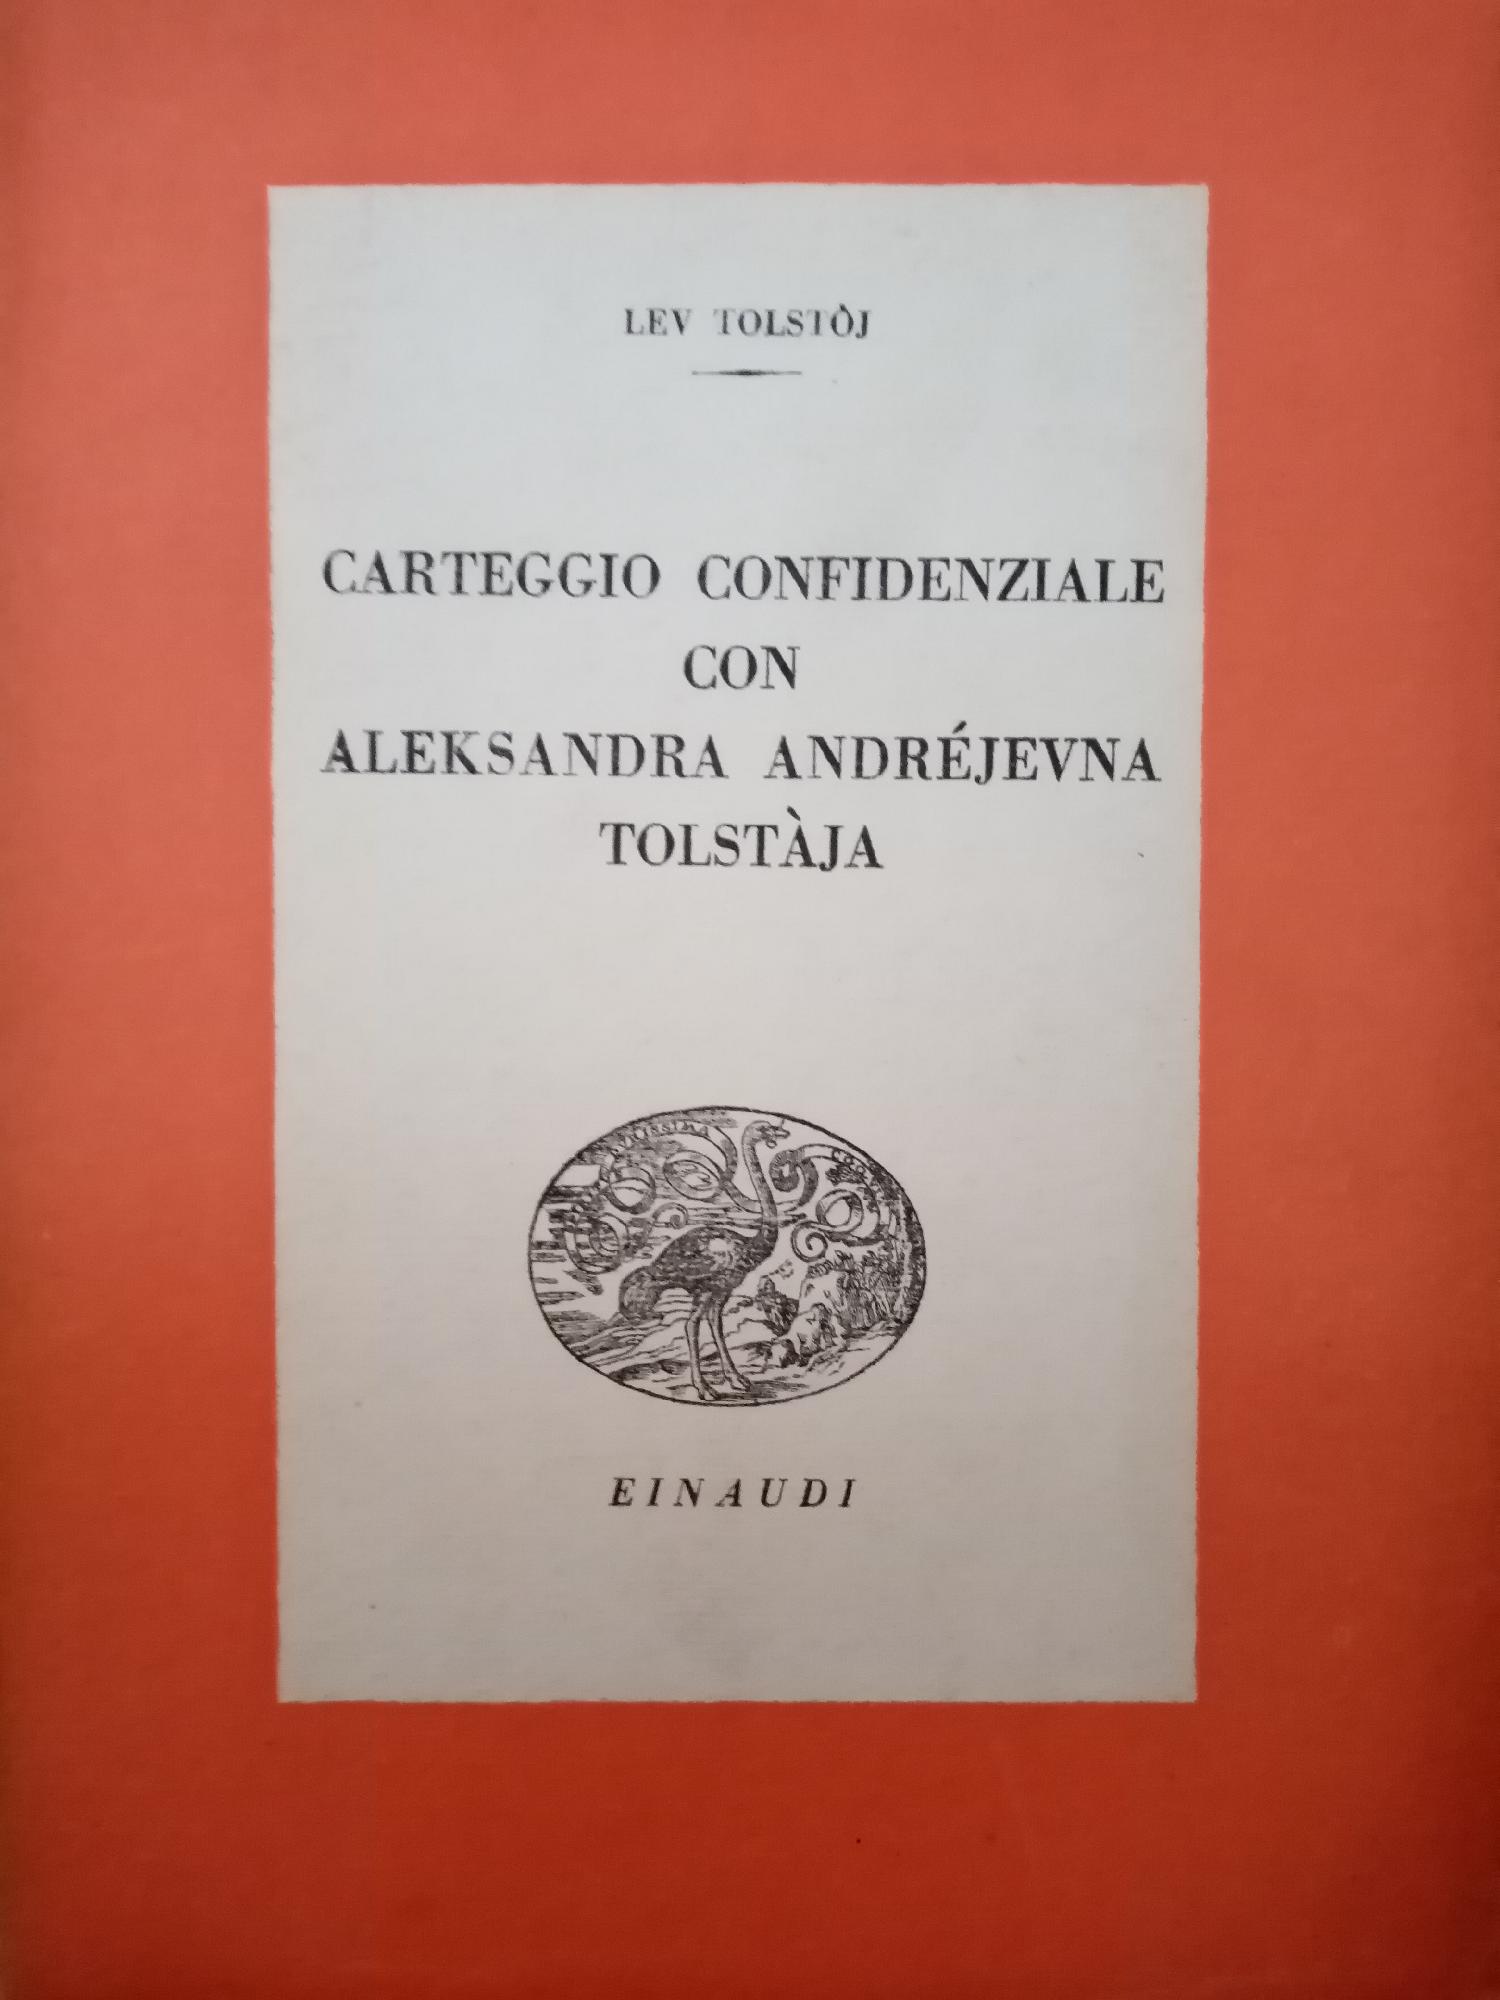 LEV TOLSTÒJ
CARTEGGIO CONFIDENZIALE
CON
ALEKSANDRA ANDRÉJEVNA
TOLSTÀJA
EINAUDI